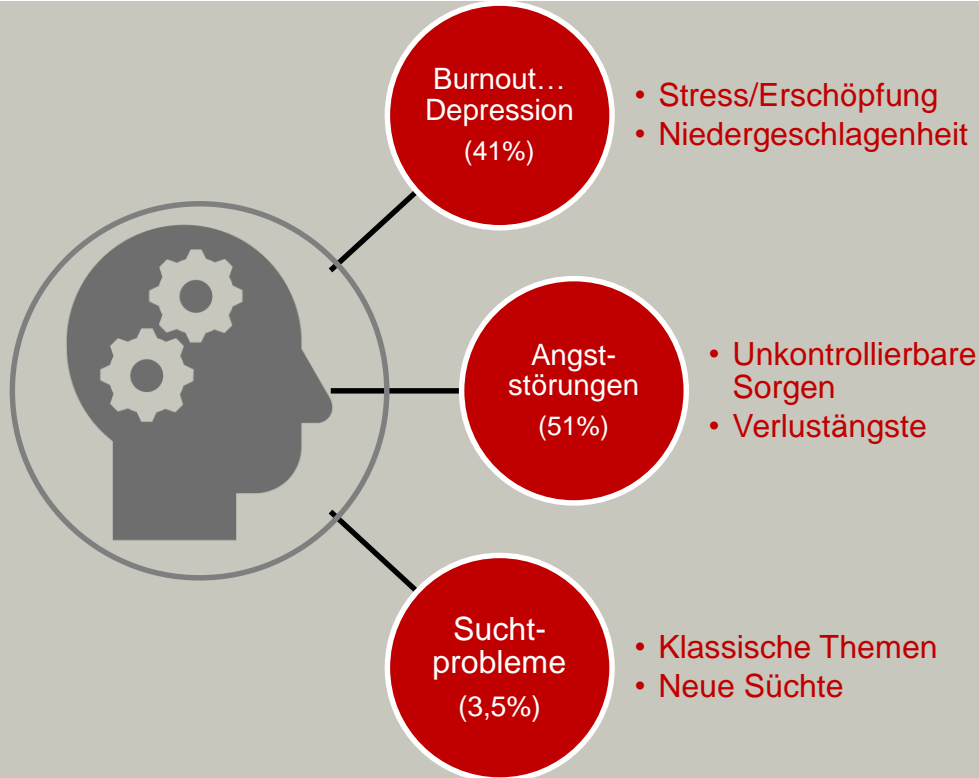 Burnout…
Depression
(41%)
• Stress/Erschöpfung
• Niedergeschlagenheit
Angst-
störungen
(51%)
• Unkontrollierbare
Sorgen
• Verlustängste
Sucht-
probleme
(3,5%)
• Klassische Themen
• Neue Süchte